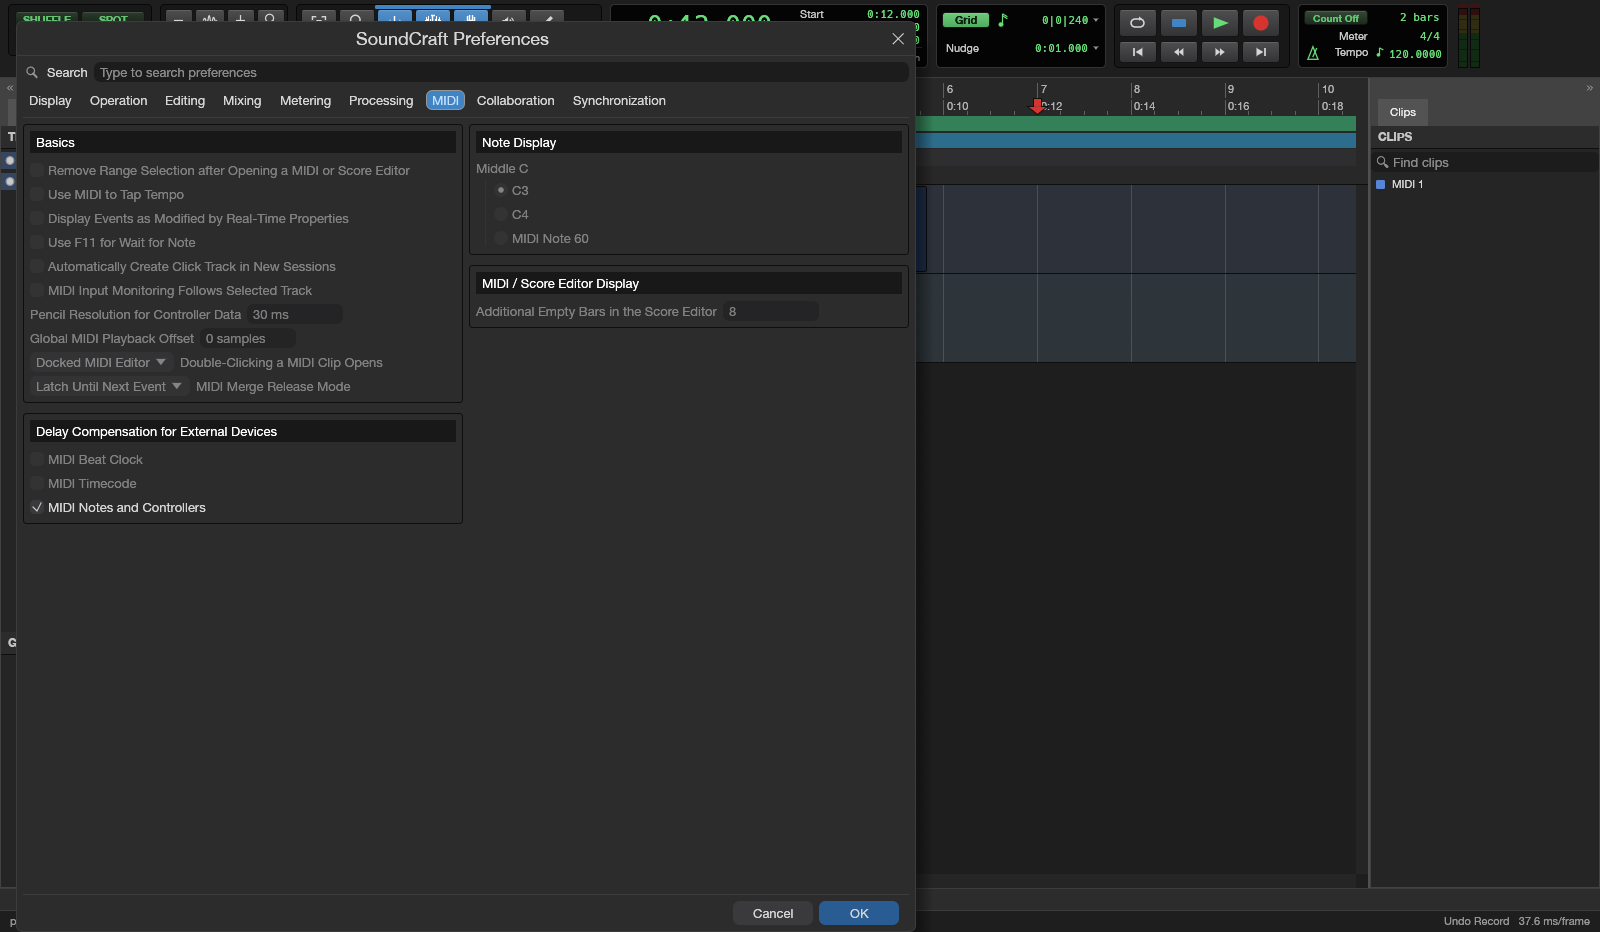 SHUFFLE SPOT
Start 0:12.000
Grid 0|0|240
Nudge 0:01.000
Count Off 2 bars
Meter 4/4
Tempo 120.0000
SoundCraft Preferences
Search Type to search preferences
Display Operation Editing Mixing Metering Processing MIDI Collaboration Synchronization
Basics
Remove Range Selection after Opening a MIDI or Score Editor
Use MIDI to Tap Tempo
Display Events as Modified by Real-Time Properties
Use F11 for Wait for Note
Automatically Create Click Track in New Sessions
MIDI Input Monitoring Follows Selected Track
Pencil Resolution for Controller Data 30 ms
Global MIDI Playback Offset 0 samples
Docked MIDI Editor Double-Clicking a MIDI Clip Opens
Latch Until Next Event MIDI Merge Release Mode
Delay Compensation for External Devices
MIDI Beat Clock
MIDI Timecode
MIDI Notes and Controllers
Note Display
Middle C
C3
C4
MIDI Note 60
MIDI / Score Editor Display
Additional Empty Bars in the Score Editor 8
Cancel OK
6 7 8 9 10
0:10 0:12 0:14 0:16 0:18
Clips
CLIPS
Find clips
MIDI 1
Undo Record 37.6 ms/frame